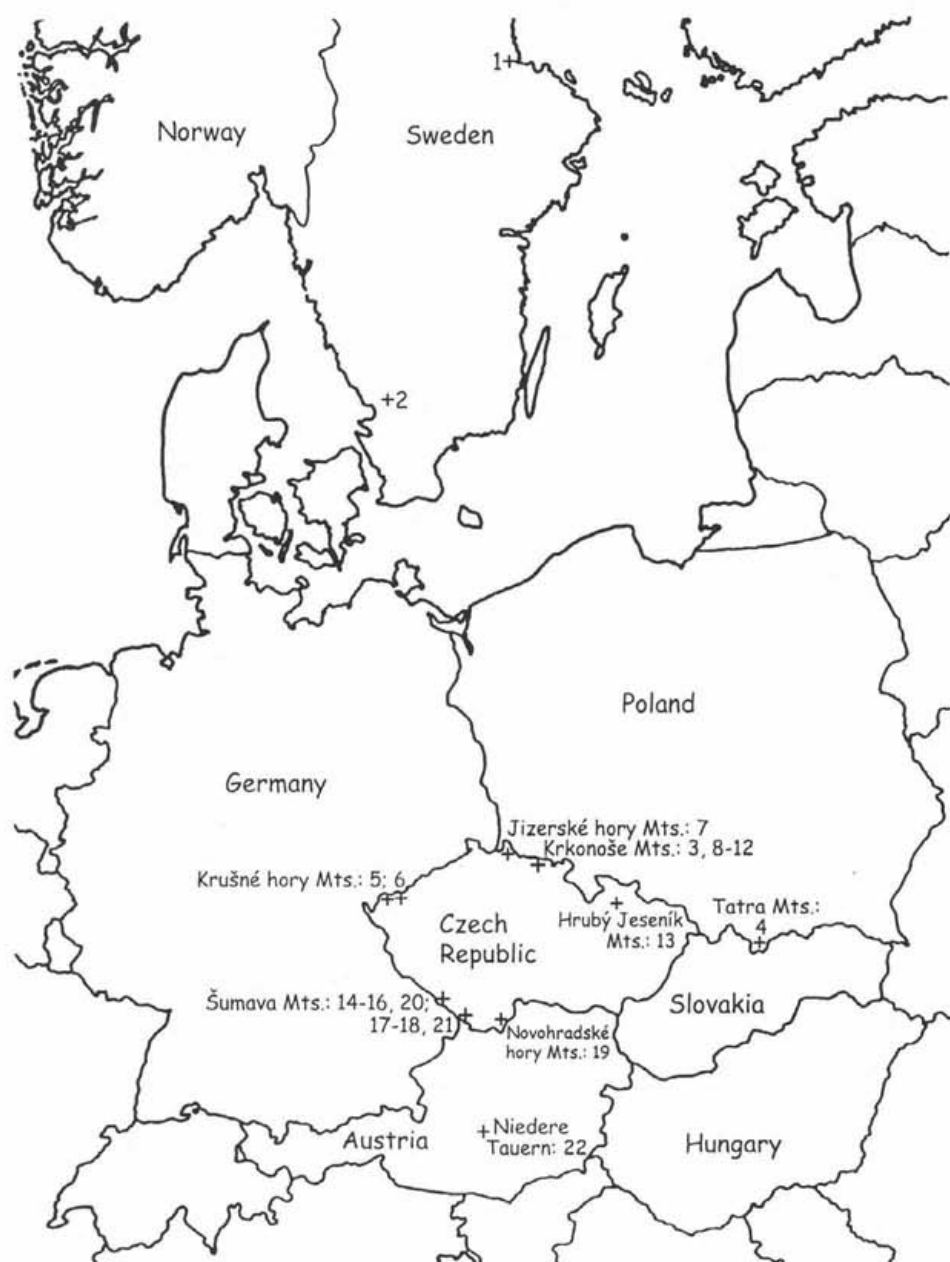 1+
Norway
Sweden
+2
Poland
Germany
Jizerské hory Mts.: 7
Krkonoše Mts.: 3, 8-12
Krušné hory Mts.: 5; 6
Tatra Mts.:
4
Hrubý Jeseník
Mts.: 13
Czech
Republic
Šumava Mts.: 14-16, 20;
17-18, 21
Slovakia
Novohradské
hory Mts.: 19
Niedere
Tauern: 22
Austria
Hungary